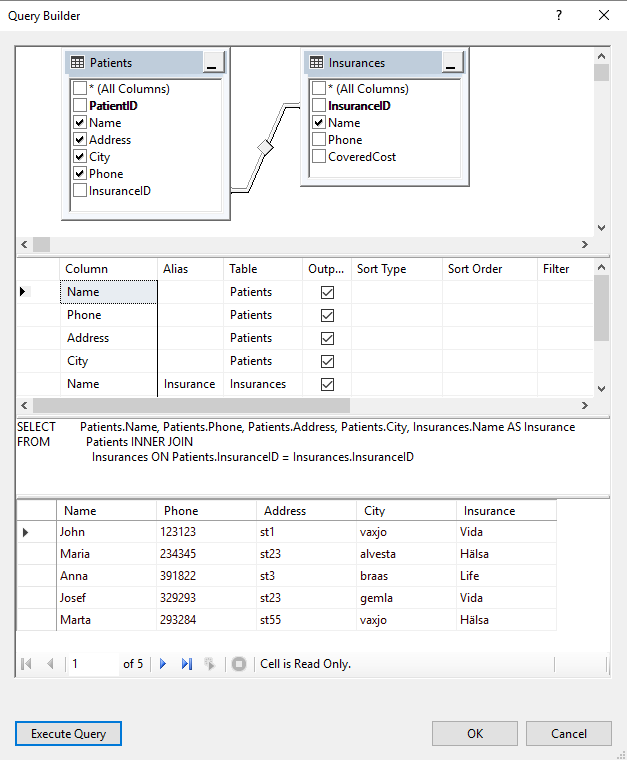 Query Builder
?
Patients
Insurances
* (All Columns)
PatientID
Name
Address
City
Phone
InsuranceID
* (All Columns)
InsuranceID
Name
Phone
CoveredCost
Column Alias Table Outp... Sort Type Sort Order Filter
Name Patients
Phone Patients
Address Patients
City Patients
Name Insurance Insurances
SELECT Patients.Name, Patients.Phone, Patients.Address, Patients.City, Insurances.Name AS Insurance
FROM Patients INNER JOIN
Insurances ON Patients.InsuranceID = Insurances.InsuranceID
Name Phone Address City Insurance
John 123123 st1 vaxjo Vida
Maria 234345 st23 alvesta Hälsa
Anna 391822 st3 braas Life
Josef 329293 st23 gemla Vida
Marta 293284 st55 vaxjo Hälsa
1 of 5 Cell is Read Only.
Execute Query OK Cancel